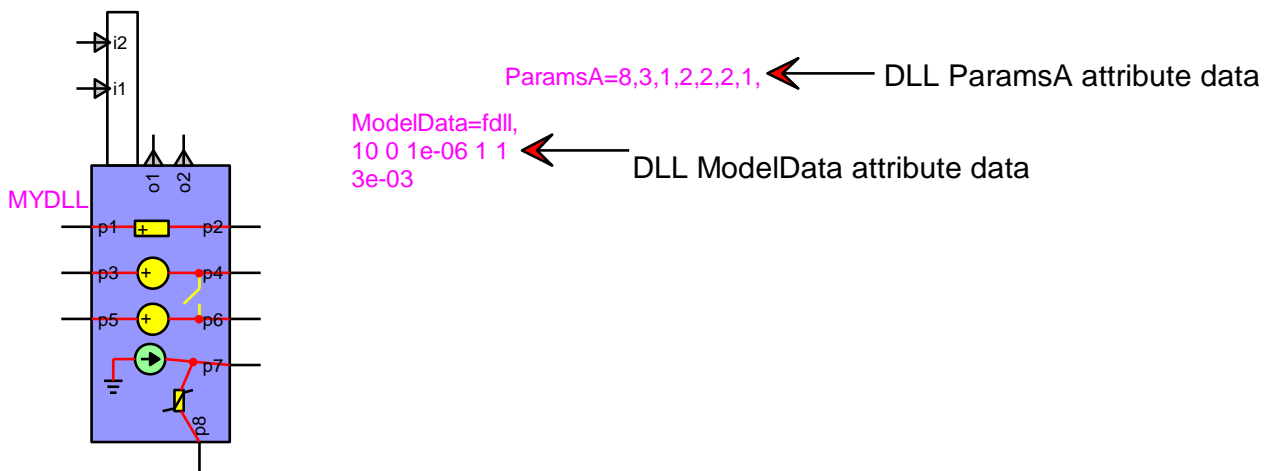 i2
i1
ParamsA=8,3,1,2,2,2,1,
DLL ParamsA attribute data
ModelData=fdll,
10 0 1e-06 1 1
3e-03
DLL ModelData attribute data
o1 o2
MYDLL
p1 + p2
p3 + p4
p5 + p6
p7
p8